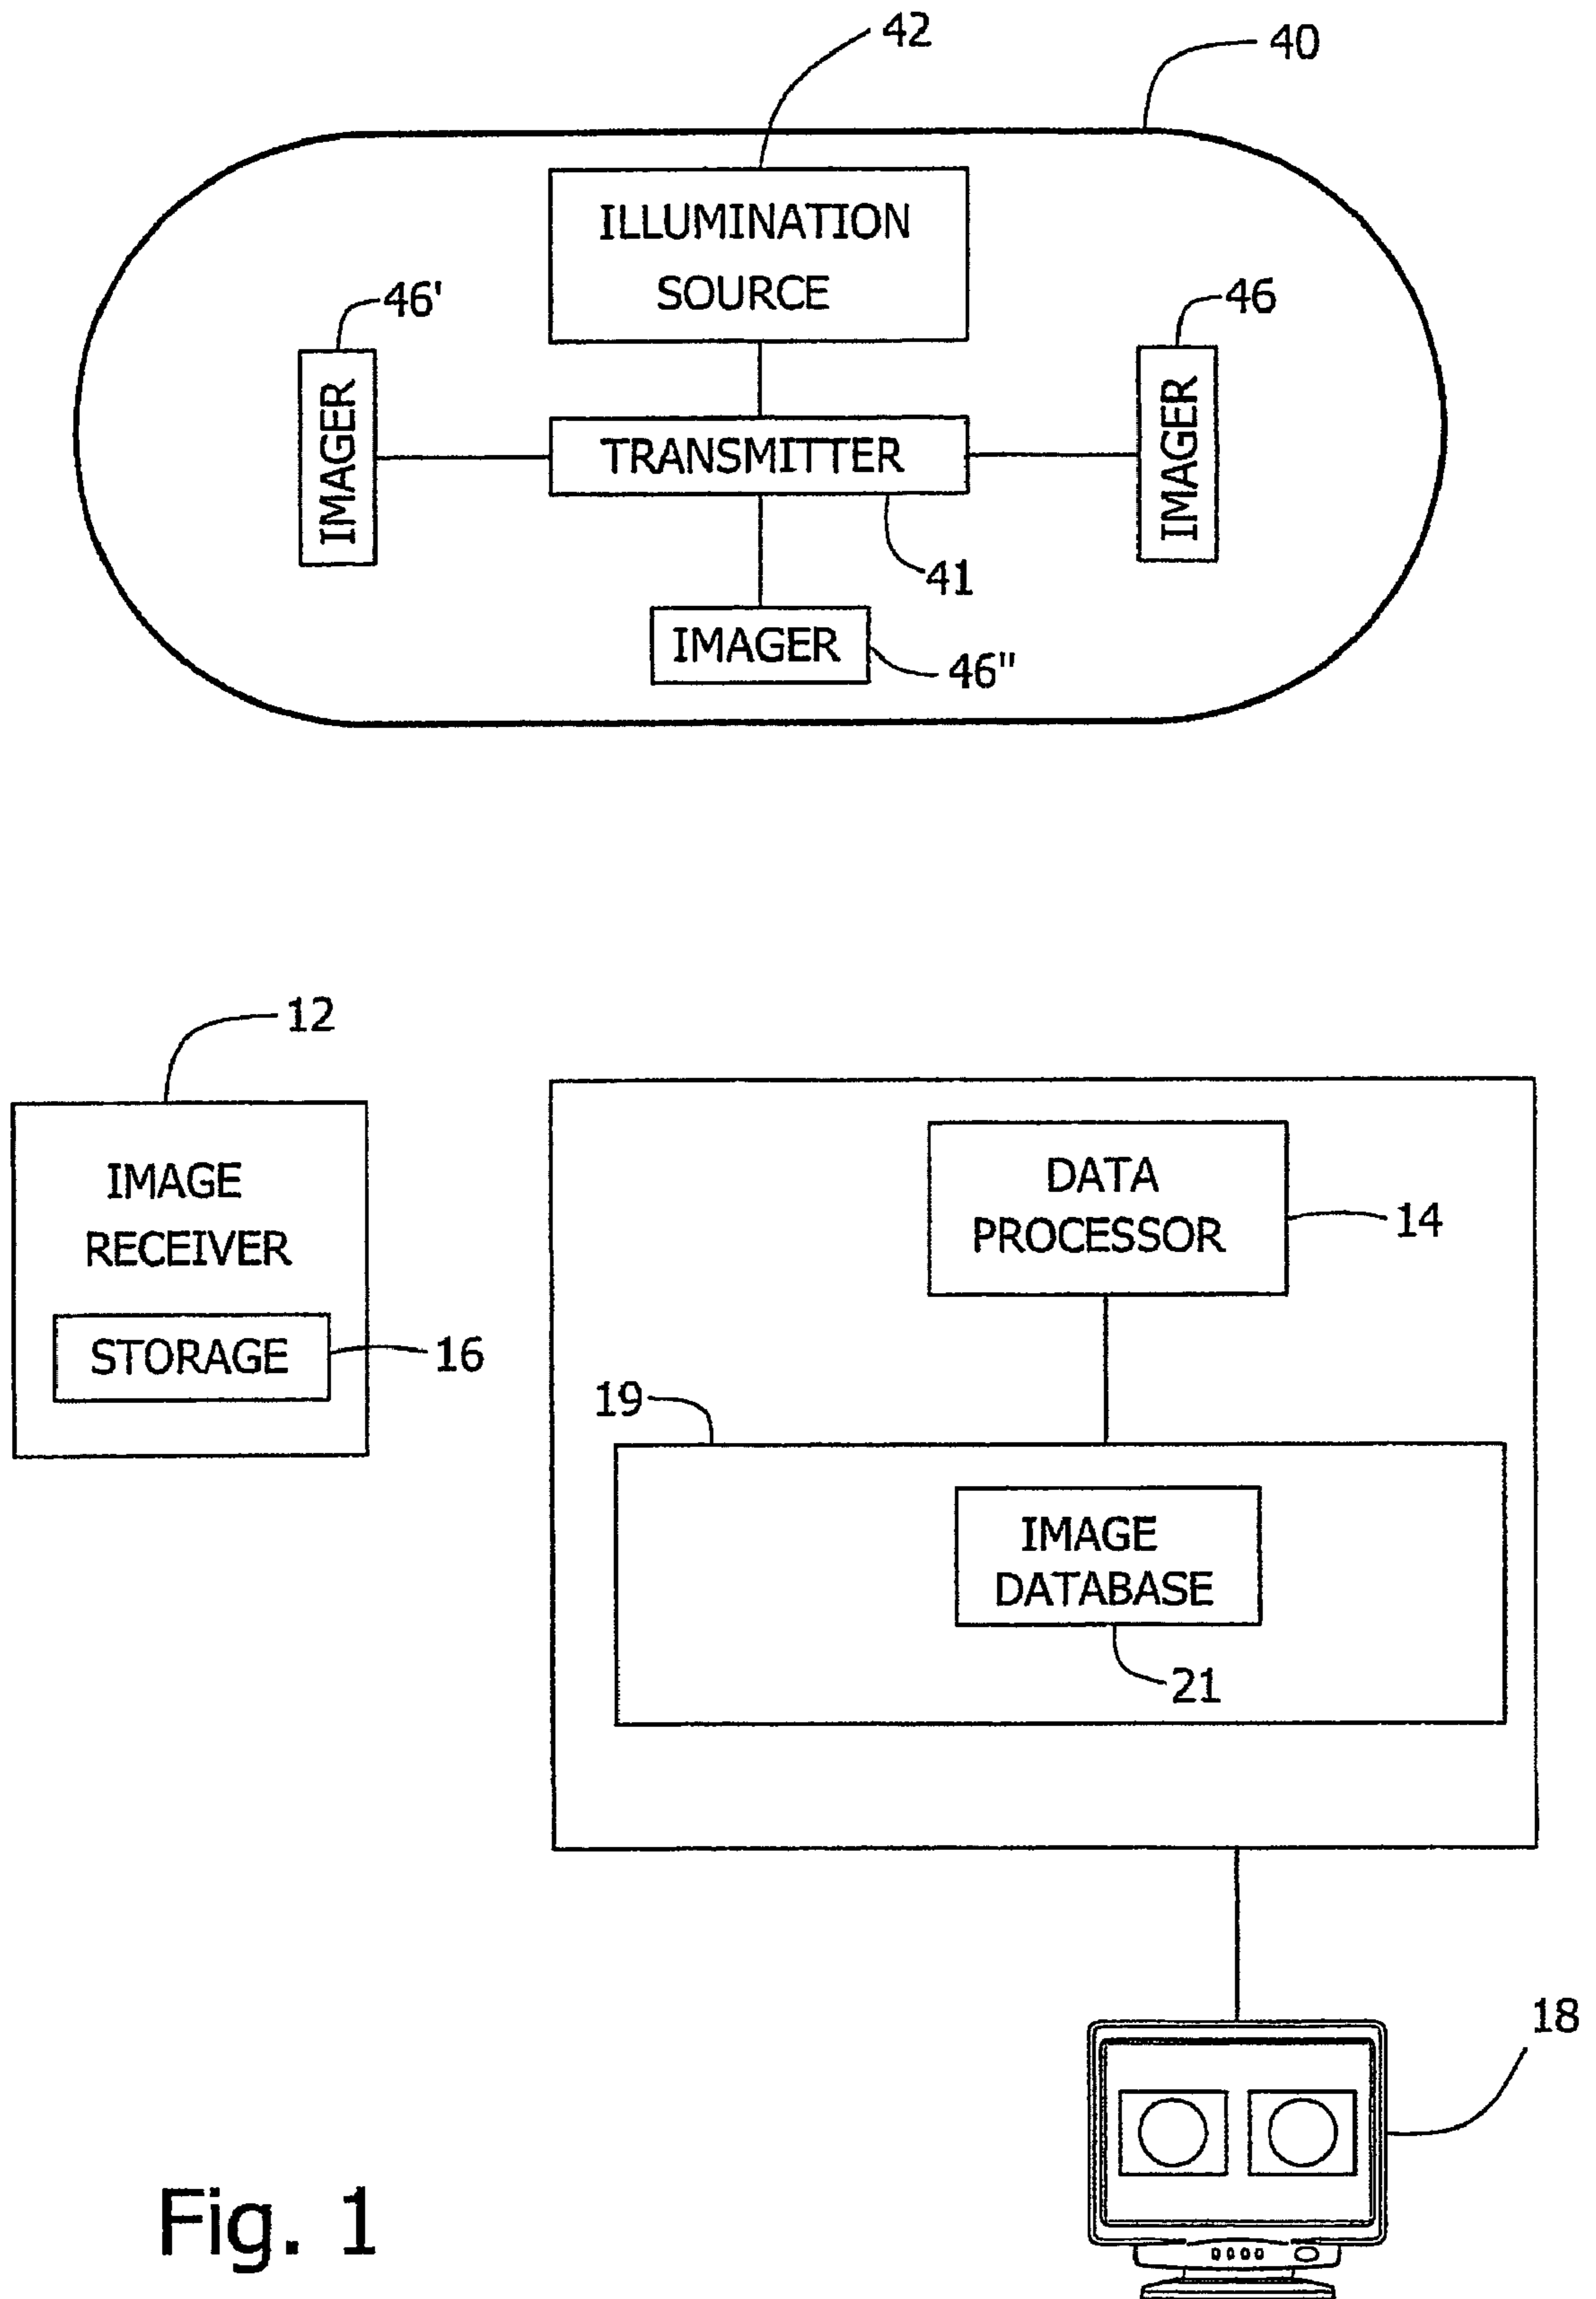 42
40
ILLUMINATION
SOURCE
46'
46
IMAGER
TRANSMITTER
IMAGER
41
IMAGER
46"
12
IMAGE
RECEIVER
STORAGE
16
DATA
PROCESSOR
14
19
IMAGE
DATABASE
21
18
Fig. 1